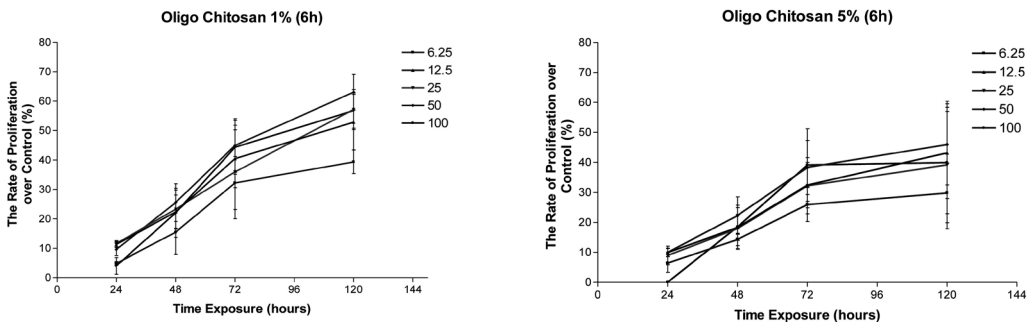 Oligo Chitosan 1% (6h)
The Rate of Proliferation
over Control (%)
80
70
60
50
40
30
20
10
0
0 24 48 72 96 120 144
Time Exposure (hours)
6.25
12.5
25
50
100
Oligo Chitosan 5% (6h)
The Rate of Proliferation over
Control (%)
80
70
60
50
40
30
20
10
0
0 24 48 72 96 120 144
Time Exposure (hours)
6.25
12.5
25
50
100